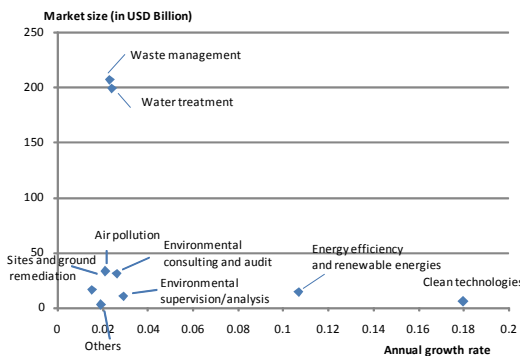 Market size (in USD Billion)
250
200
150
100
50
0
Waste management
Water treatment
Air pollution
Sites and ground
remediation
Environmental
consulting and audit
Environmental
supervision/analysis
Energy efficiency
and renewable energies
Clean technologies
Others
0
0.02
0.04
0.06
0.08
0.1
0.12
0.14
0.16
0.18
0.2
Annual growth rate